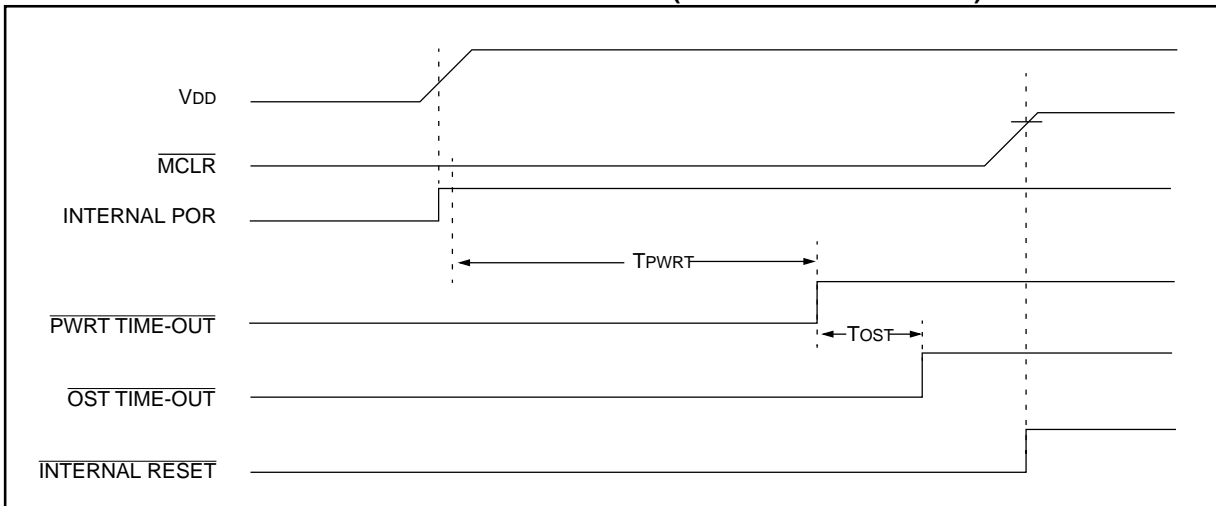 VDD
MCLR
INTERNAL POR
TPWRT
PWRT TIME-OUT
TOST
OST TIME-OUT
INTERNAL RESET